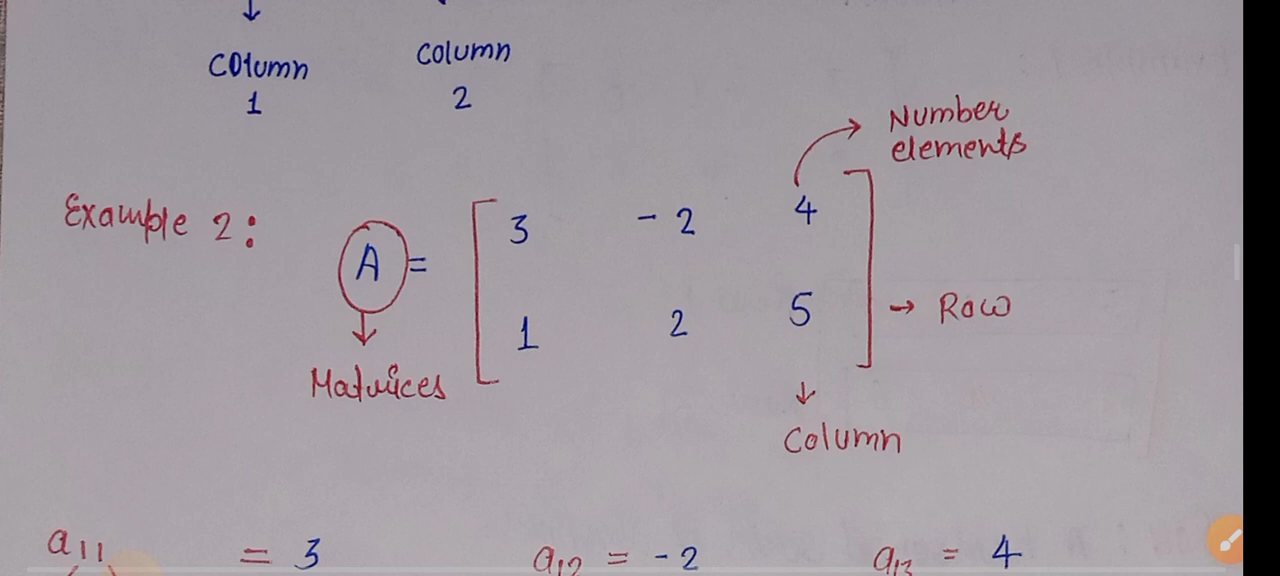 Column
1
Column
2
Number
elements
Example 2:
A = [ 3 -2 4
1 2 5 ] → Row
Matrices
Column
a11 = 3 a12 = -2 a13 = 4